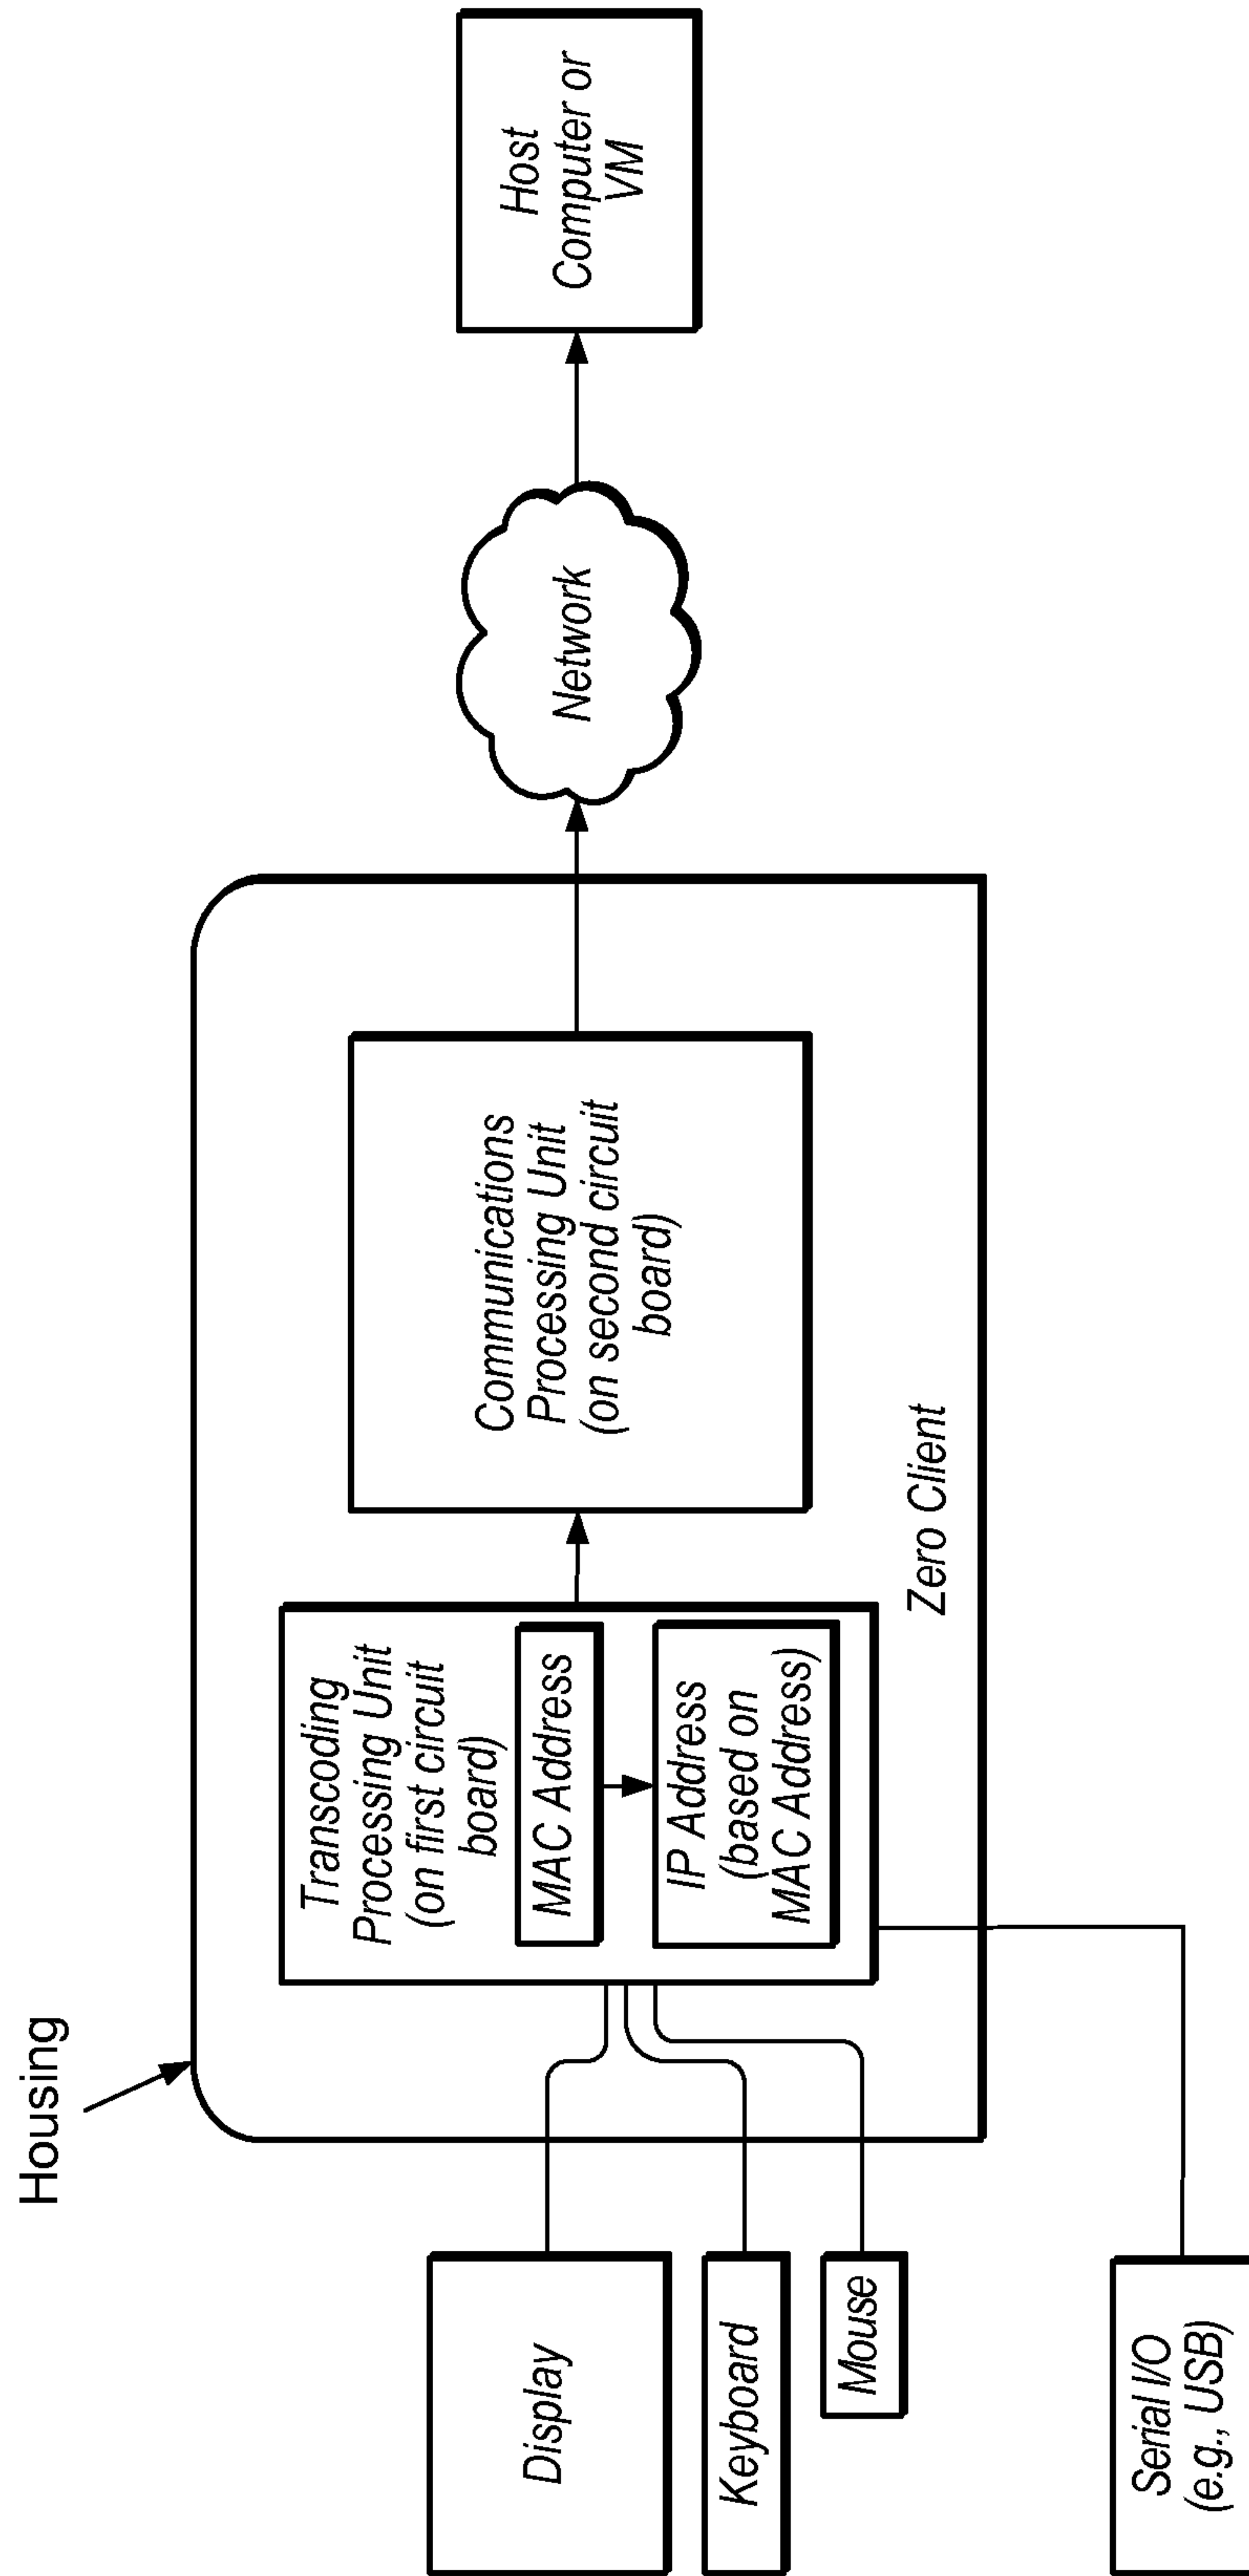 Housing
Display
Keyboard
Mouse
Serial I/O
(e.g., USB)
Transcoding
Processing Unit
(on first circuit
board)
MAC Address
IP Address
(based on
MAC Address)
Communications
Processing Unit
(on second circuit
board)
Zero Client
Network
Host
Computer or
VM